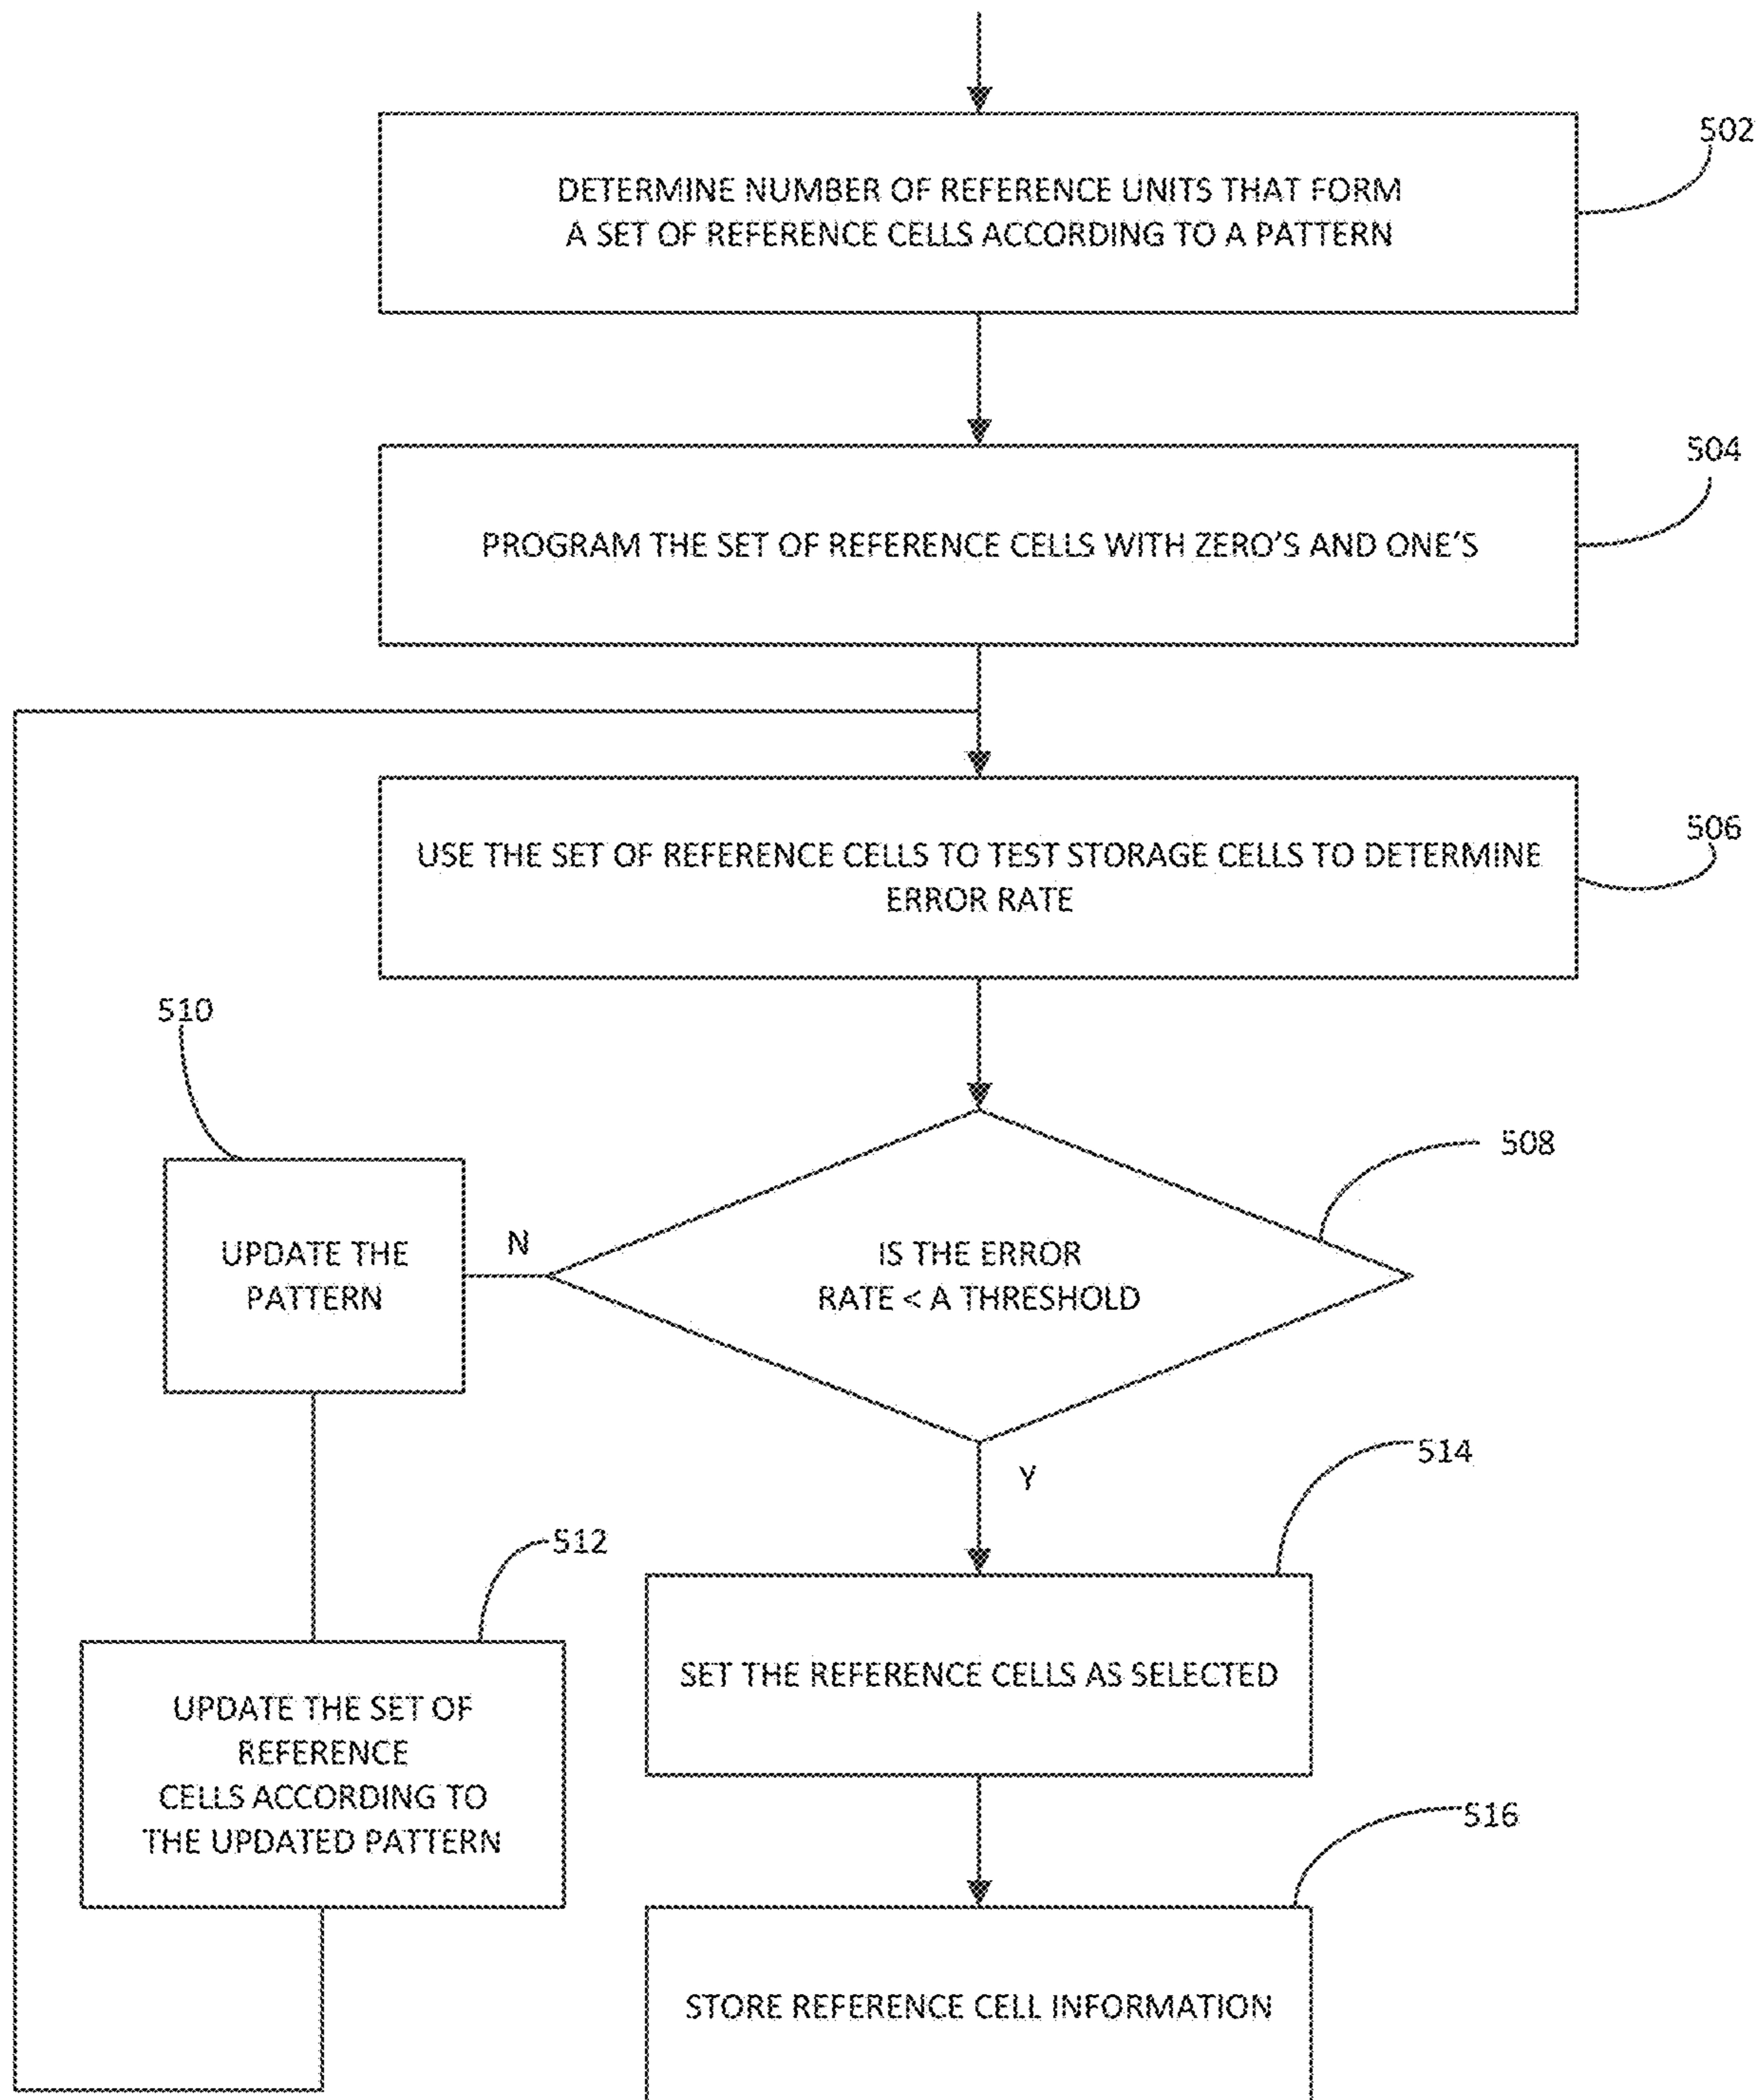 502
DETERMINE NUMBER OF REFERENCE UNITS THAT FORM
A SET OF REFERENCE CELLS ACCORDING TO A PATTERN
504
PROGRAM THE SET OF REFERENCE CELLS WITH ZERO'S AND ONE'S
506
USE THE SET OF REFERENCE CELLS TO TEST STORAGE CELLS TO DETERMINE
ERROR RATE
510
508
UPDATE THE
PATTERN
N
IS THE ERROR
RATE < A THRESHOLD
Y
514
512
SET THE REFERENCE CELLS AS SELECTED
UPDATE THE SET OF
REFERENCE
CELLS ACCORDING TO
THE UPDATED PATTERN
516
STORE REFERENCE CELL INFORMATION